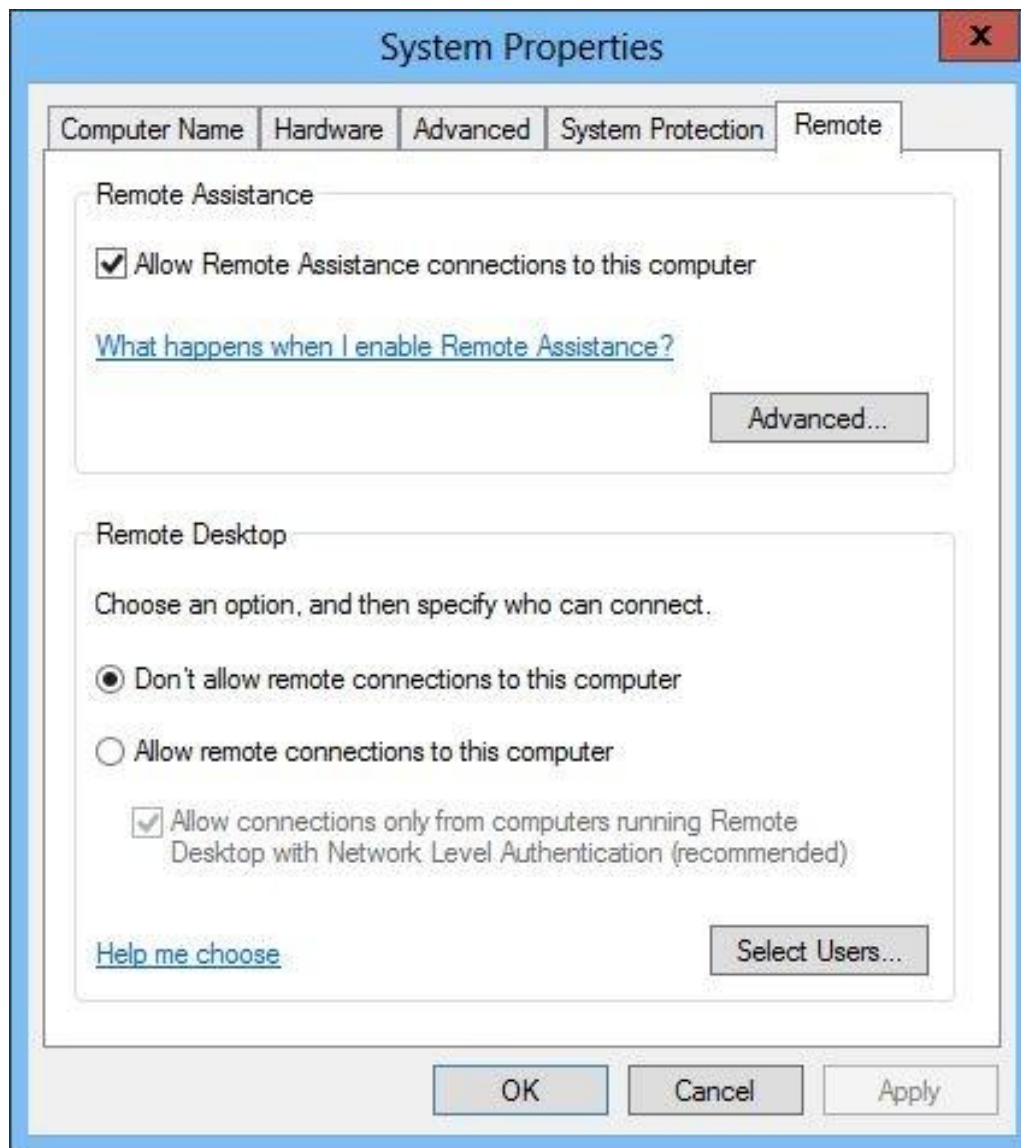 System Properties
x
Computer Name Hardware Advanced System Protection Remote
Remote Assistance
Allow Remote Assistance connections to this computer
What happens when I enable Remote Assistance?
Advanced...
Remote Desktop
Choose an option, and then specify who can connect.
Don't allow remote connections to this computer
Allow remote connections to this computer
Allow connections only from computers running Remote
Desktop with Network Level Authentication (recommended)
Help me choose
Select Users...
OK Cancel Apply